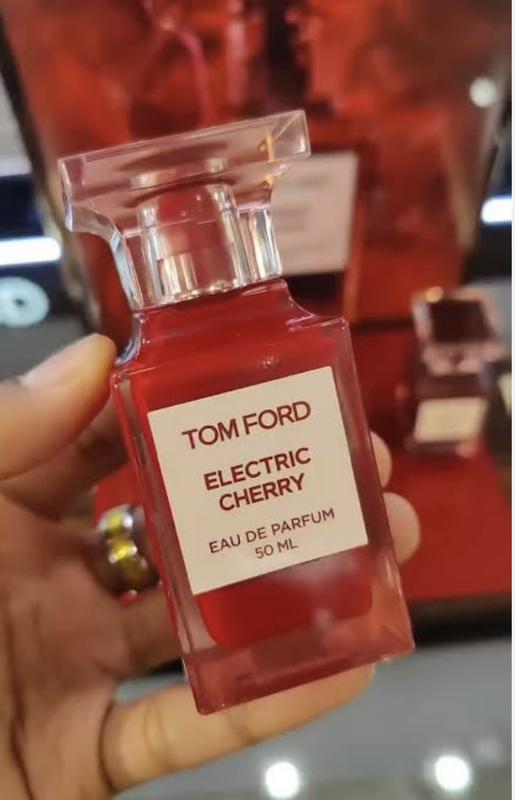 TOM FORD
ELECTRIC
CHERRY
EAU DE PARFUM
50 ML